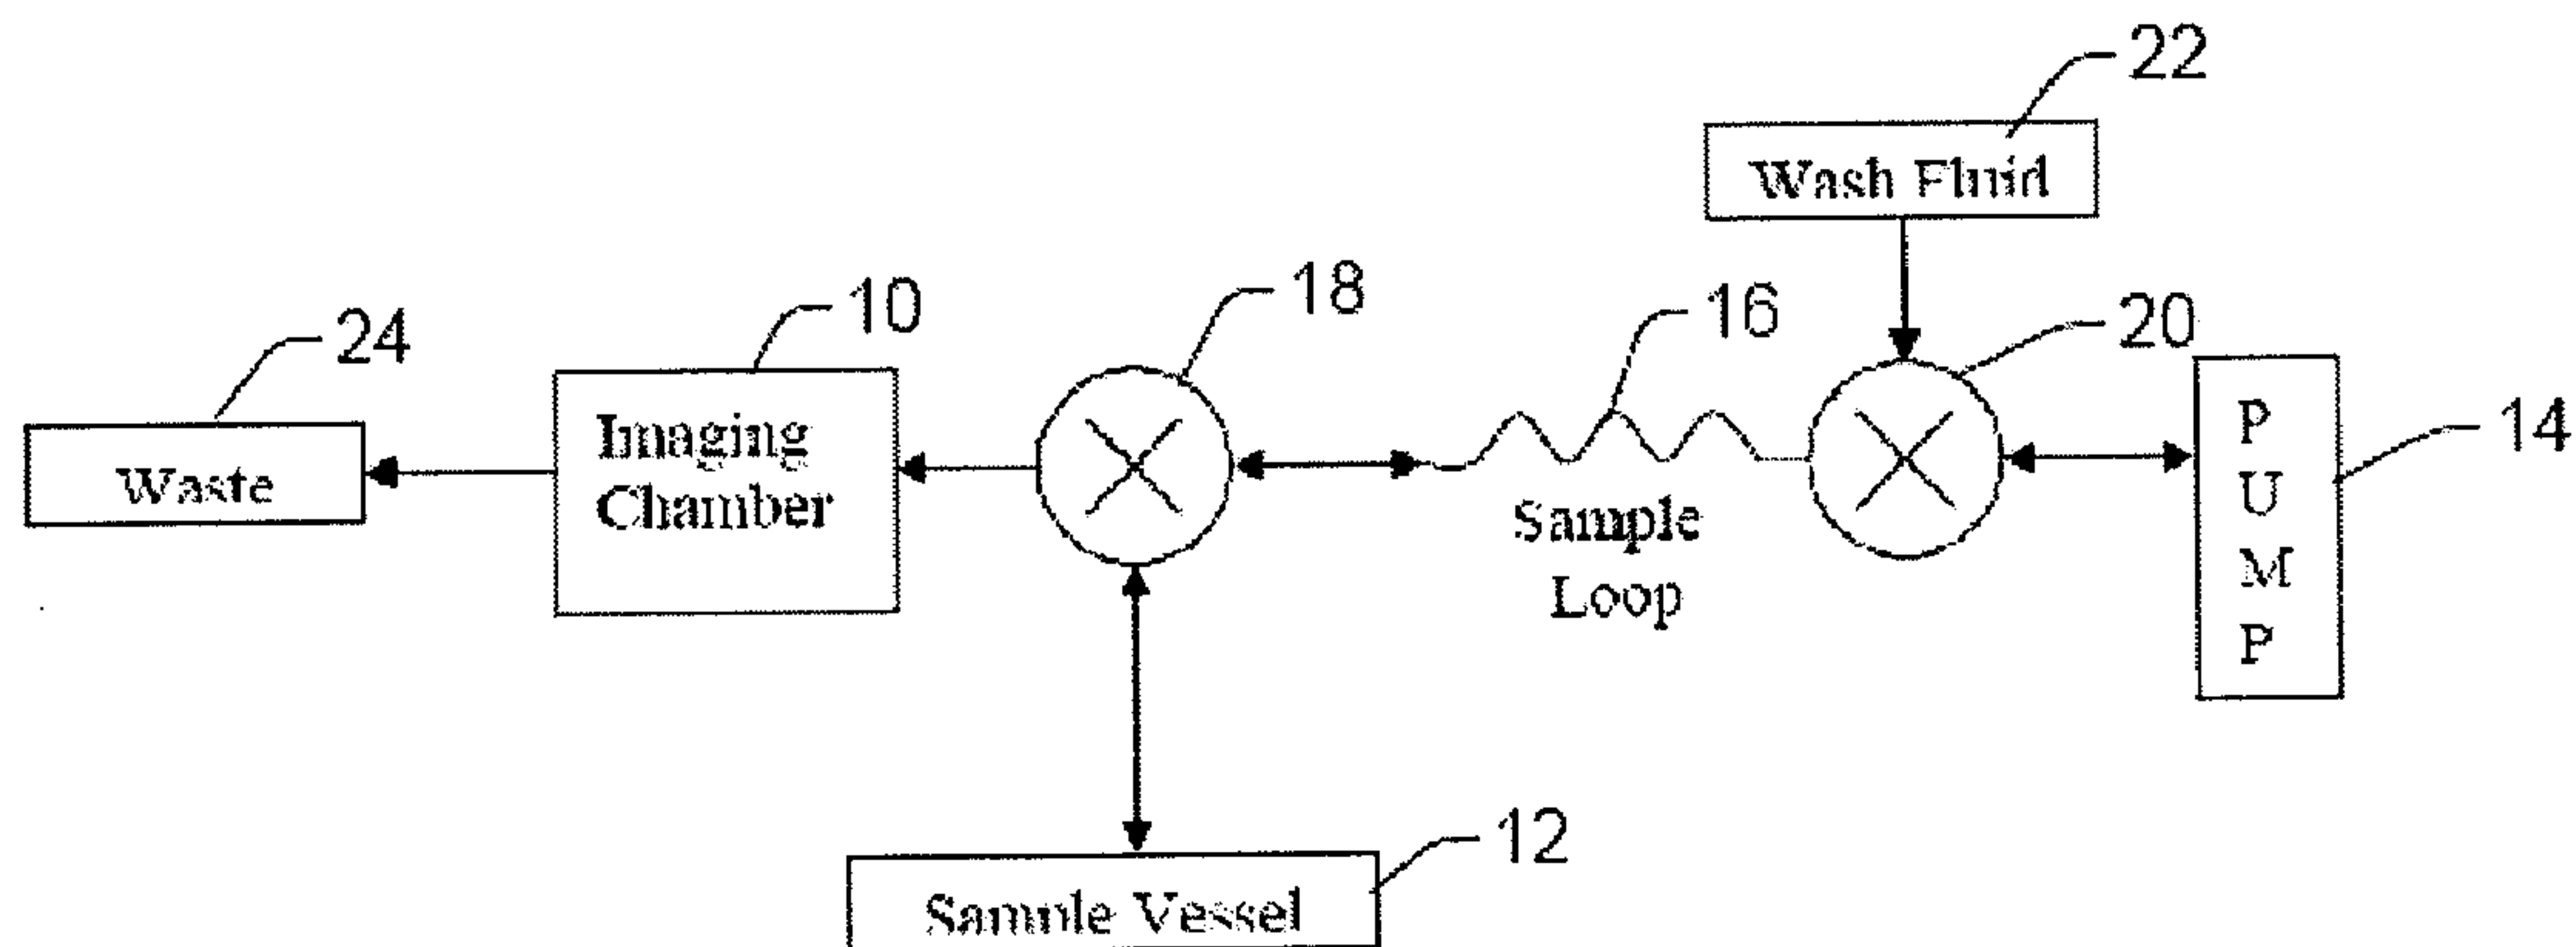 22
Wash Fluid
10
18
16
20
24
14
Imaging
Chamber
Waste
Sample
Loop
P
U
M
P
12
Sample Vessel